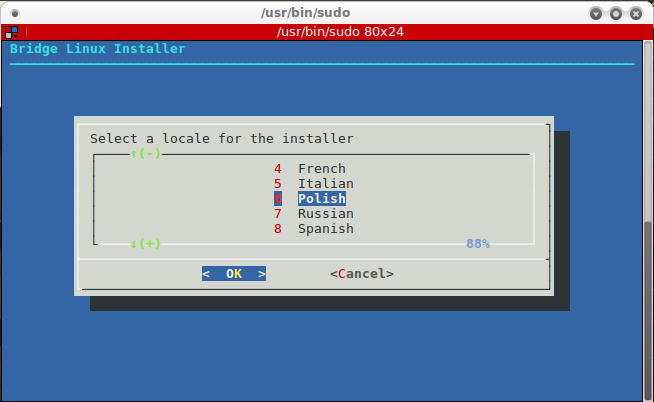 /usr/bin/sudo
/usr/bin/sudo 80x24
Bridge Linux Installer
Select a locale for the installer
↑(-)
4 French
5 Italian
6 Polish
7 Russian
8 Spanish
↓(+) 88%
< OK > <Cancel>